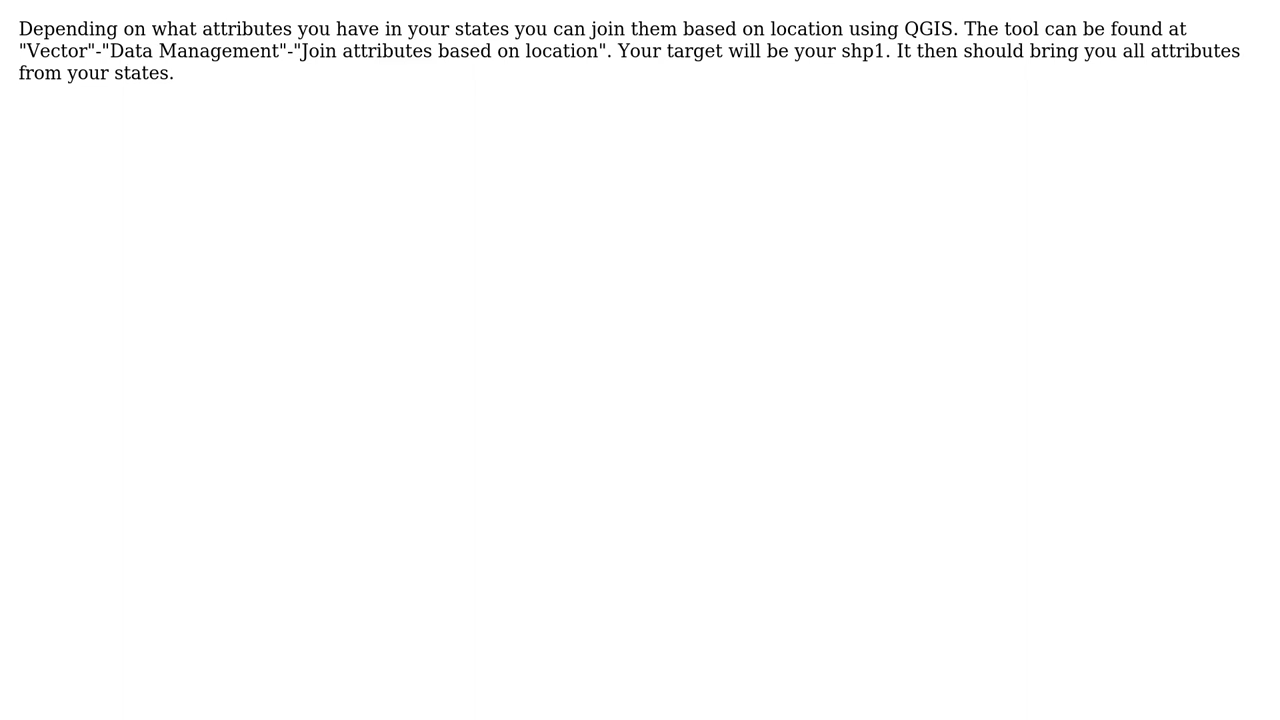 Depending on what attributes you have in your states you can join them based on location using QGIS. The tool can be found at
"Vector"-"Data Management"-"Join attributes based on location". Your target will be your shp1. It then should bring you all attributes
from your states.